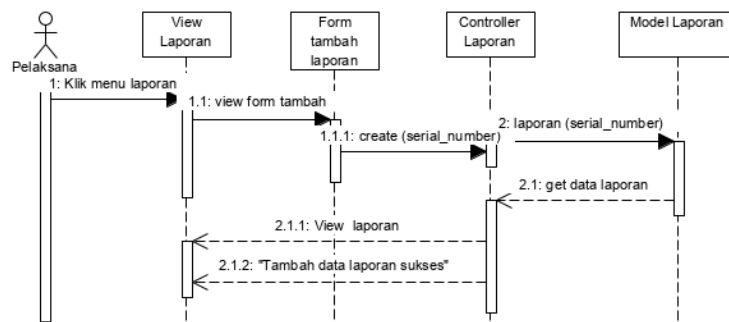 View
Laporan
Form
tambah
laporan
Controller
Laporan
Model Laporan
Pelaksana
1: Klik menu laporan
1.1: view form tambah
1.1.1: create (serial_number)
2: laporan (serial_number)
2.1: get data laporan
2.1.1: View laporan
2.1.2: "Tambah data laporan sukses"